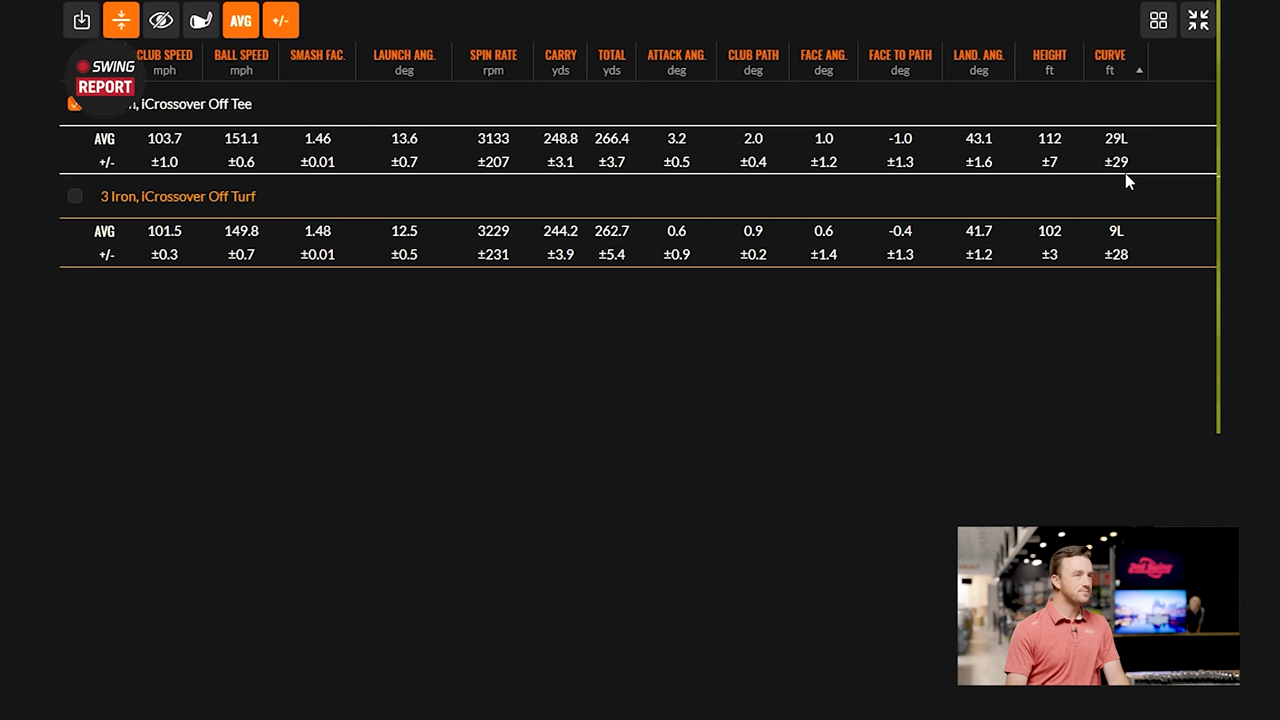 AVG +/-
CLUB SPEED BALL SPEED SMASH FAC. LAUNCH ANG. SPIN RATE CARRY TOTAL ATTACK ANG. CLUB PATH FACE ANG. FACE TO PATH LAND. ANG. HEIGHT CURVE
mph mph deg rpm yds yds deg deg deg deg deg ft ft
SWING
REPORT
iCrossover Off Tee
AVG 103.7 151.1 1.46 13.6 3133 248.8 266.4 3.2 2.0 1.0 -1.0 43.1 112 29L
+/- ±1.0 ±0.6 ±0.01 ±0.7 ±207 ±3.1 ±3.7 ±0.5 ±0.4 ±1.2 ±1.3 ±1.6 ±7 ±29
3 Iron, iCrossover Off Turf
AVG 101.5 149.8 1.48 12.5 3229 244.2 262.7 0.6 0.9 0.6 -0.4 41.7 102 9L
+/- ±0.3 ±0.7 ±0.01 ±0.5 ±231 ±3.9 ±5.4 ±0.9 ±0.2 ±1.4 ±1.3 ±1.2 ±3 ±28
2nd Swing